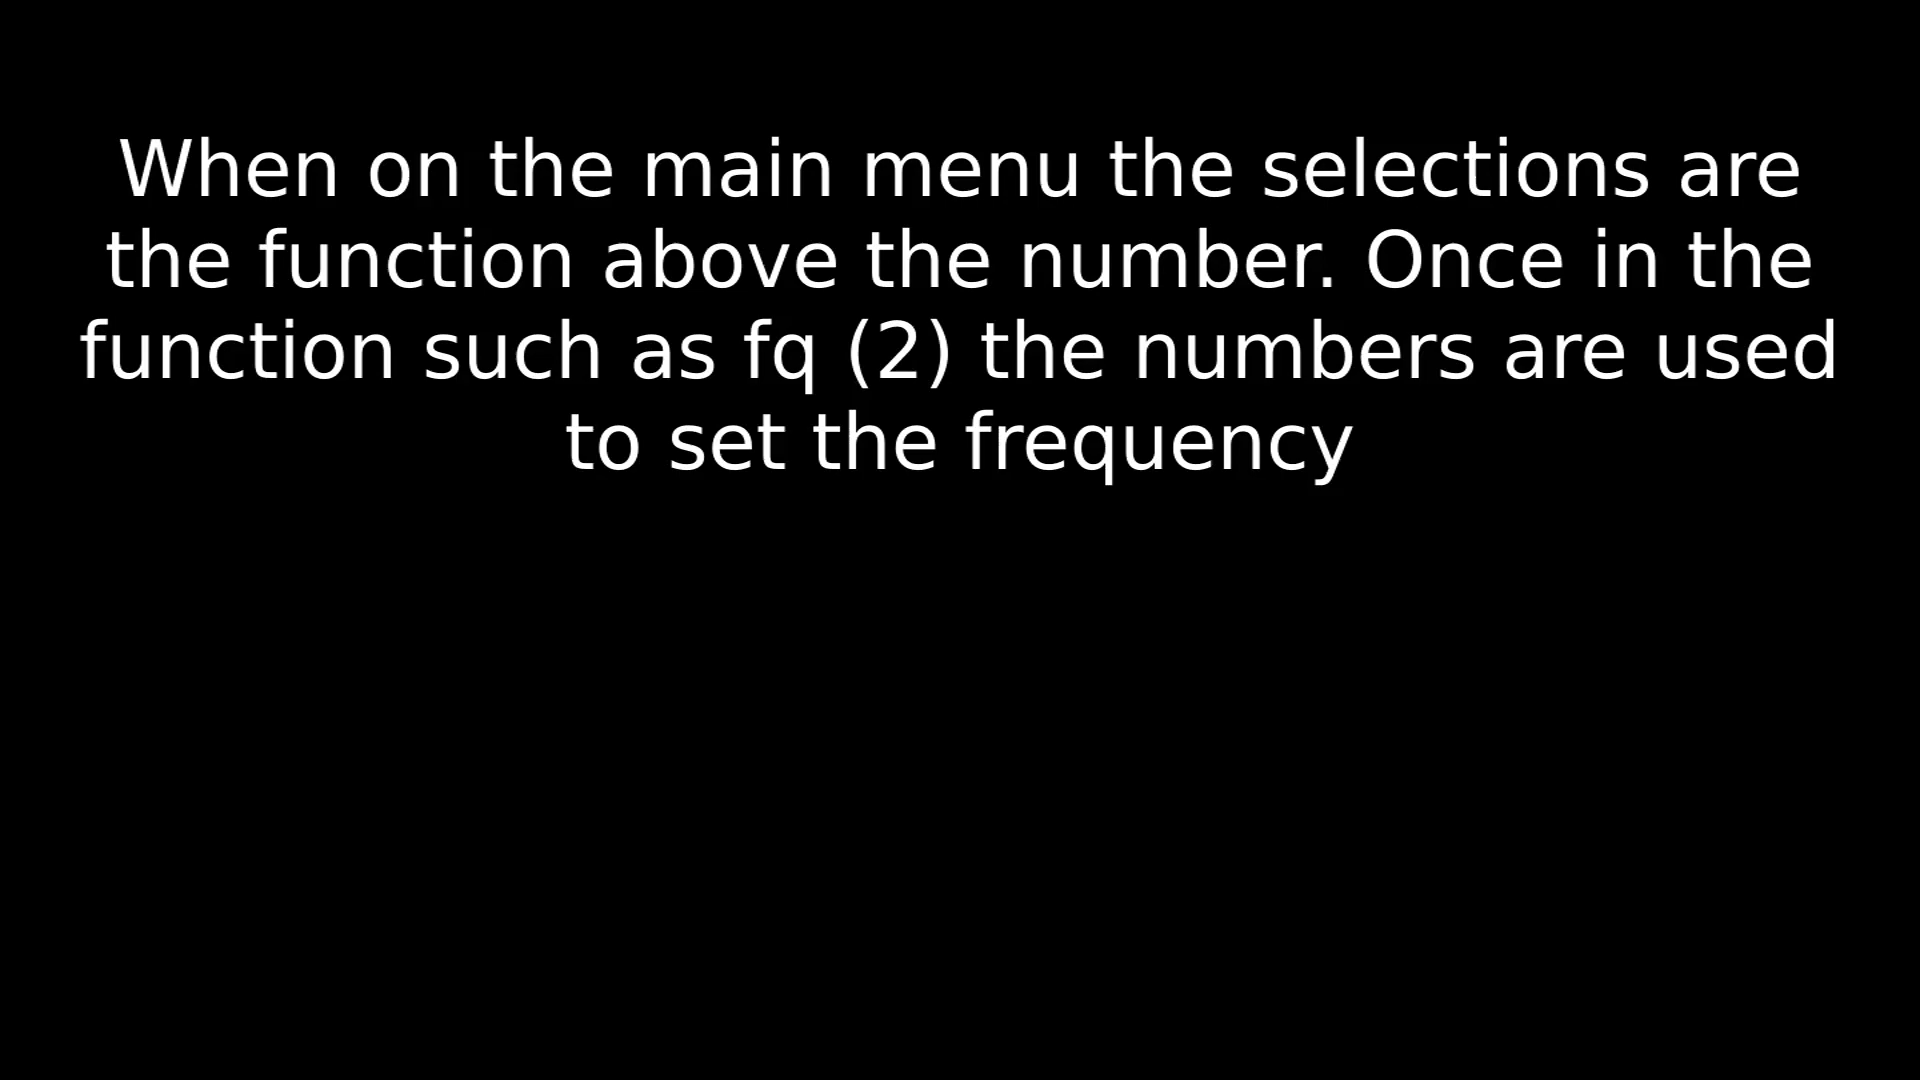 When on the main menu the selections are
the function above the number. Once in the
function such as fq (2) the numbers are used
to set the frequency